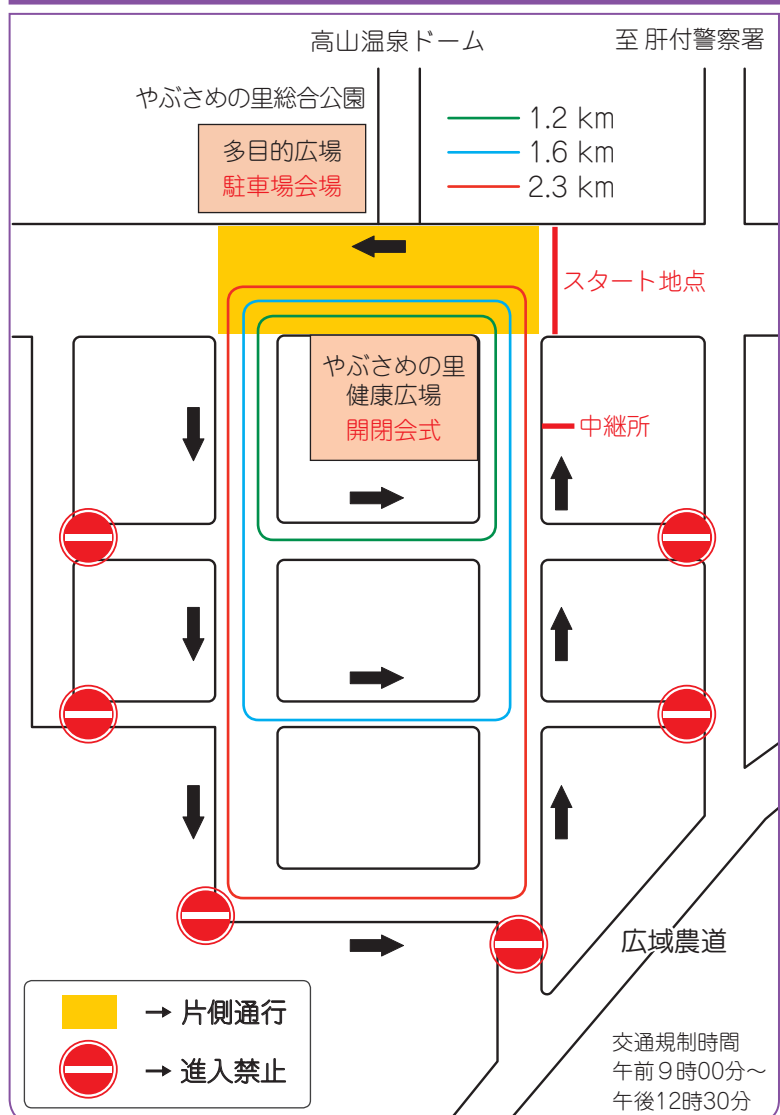 高山温泉ドーム
至 肝付警察署
やぶさめの里総合公園
多目的広場
駐車場会場
1.2 km
1.6 km
2.3 km
スタート地点
やぶさめの里
健康広場
開閉会式
中継所
広域農道
→ 片側通行
→ 進入禁止
交通規制時間
午前９時00分～
午後12時30分